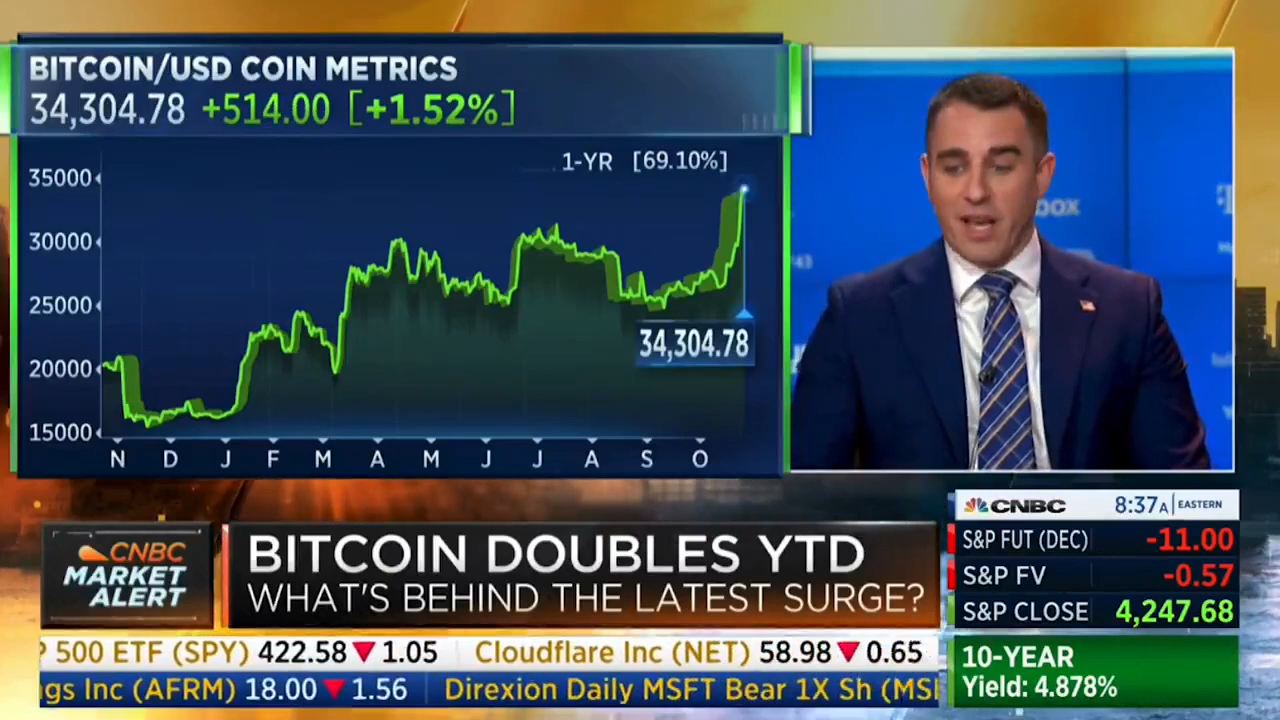 BITCOIN/USD COIN METRICS
34,304.78 +514.00 [+1.52%]
1-YR [69.10%]
35000
30000
25000
20000
15000
34,304.78
N D J F M A M J J A S O
BOX
43
CNBC
MARKET
ALERT
BITCOIN DOUBLES YTD
WHAT'S BEHIND THE LATEST SURGE?
CNBC 8:37A EASTERN
S&P FUT (DEC) -11.00
S&P FV -0.57
S&P CLOSE 4,247.68
10-YEAR
Yield: 4.878%
P 500 ETF (SPY) 422.58 ▼ 1.05 Cloudflare Inc (NET) 58.98 ▼ 0.65
gs Inc (AFRM) 18.00 ▼ 1.56 Direxion Daily MSFT Bear 1X Sh (MS